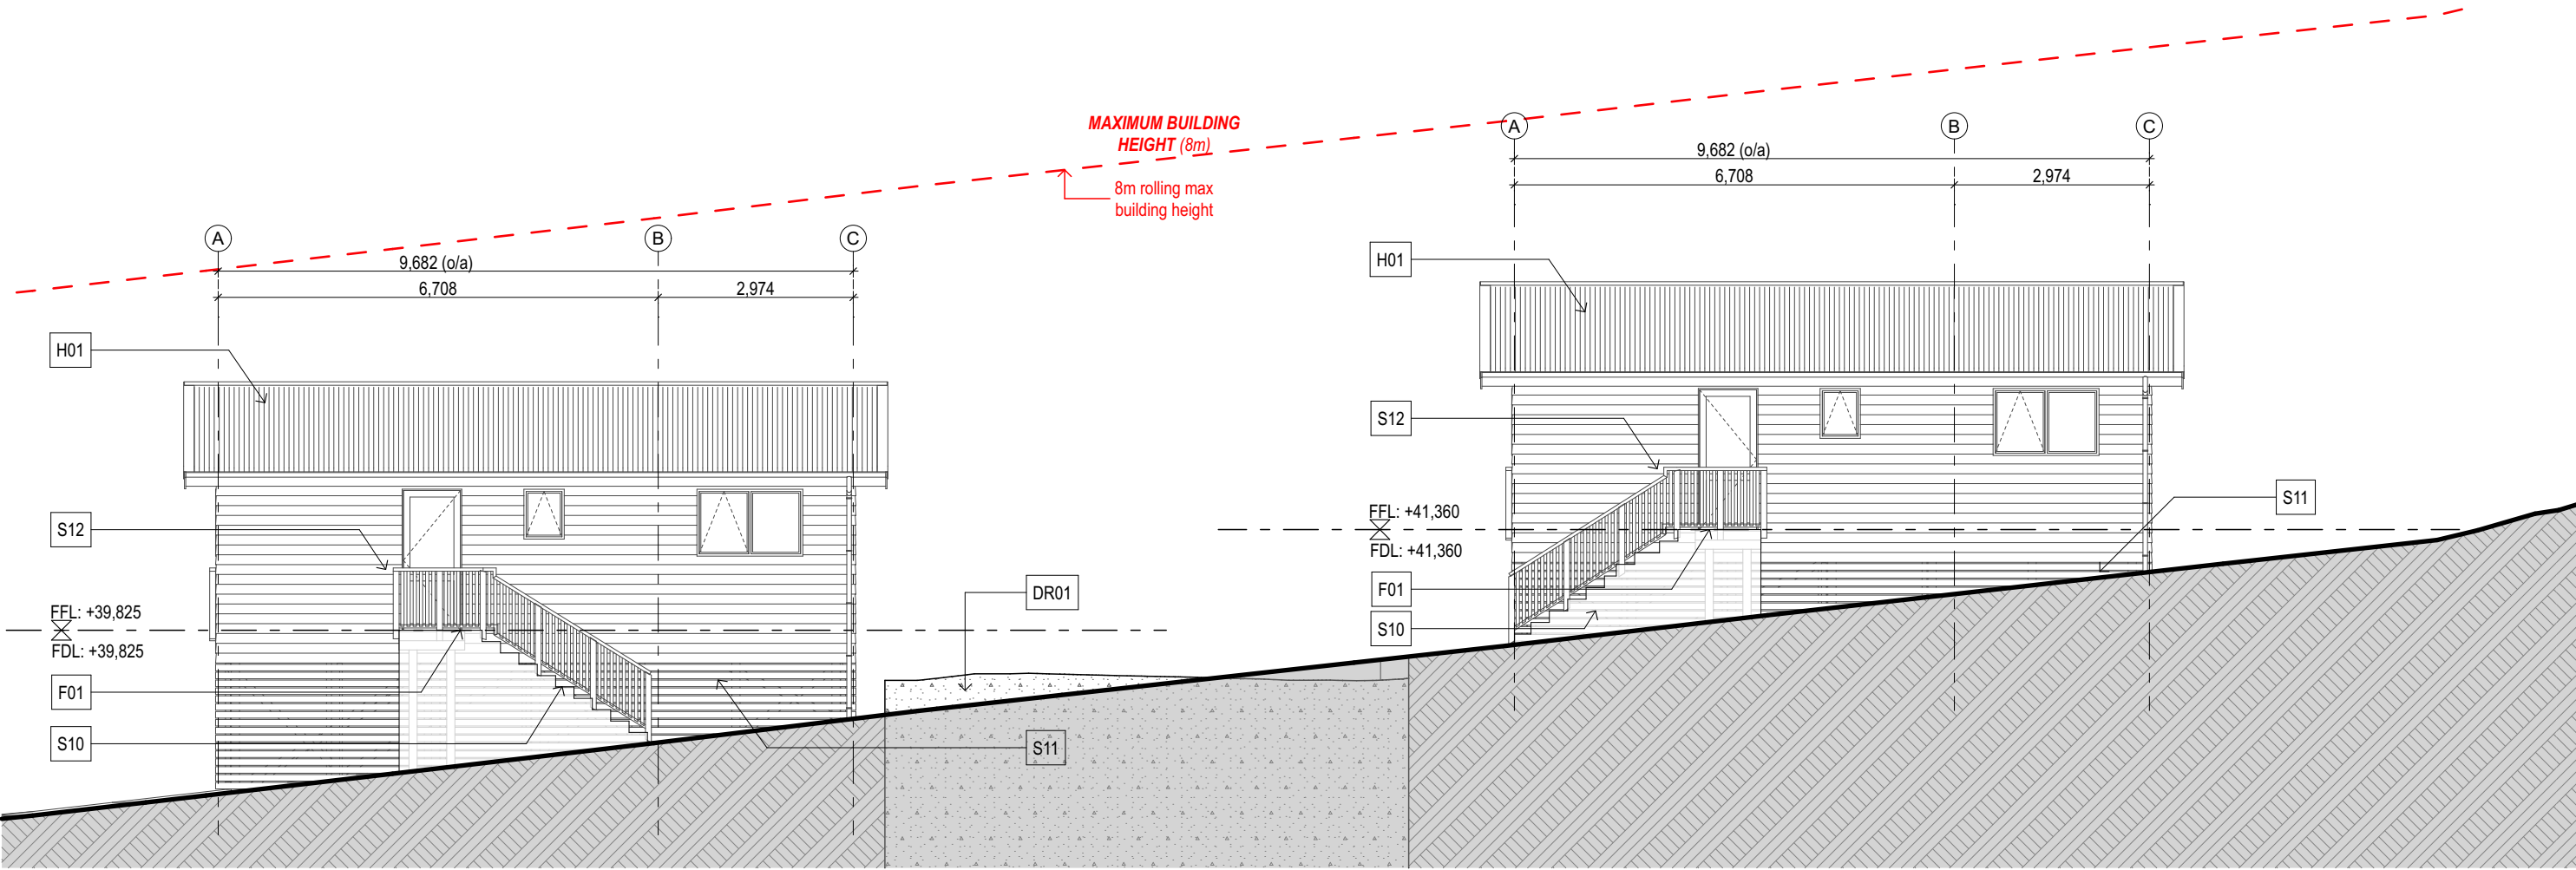 MAXIMUM BUILDING
HEIGHT (8m)
8m rolling max
building height
A
B
C
9,682 (o/a)
6,708
2,974
H01
S12
FFL: +39,825
FDL: +39,825
F01
S10
DR01
S11
A
B
C
9,682 (o/a)
6,708
2,974
H01
S12
FFL: +41,360
FDL: +41,360
F01
S10
S11